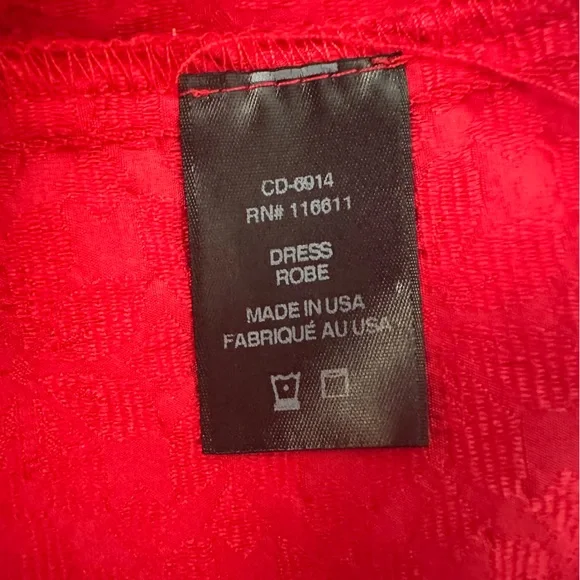 CD-6914
RN# 116611
DRESS
ROBE
MADE IN USA
FABRIQUÉ AU USA